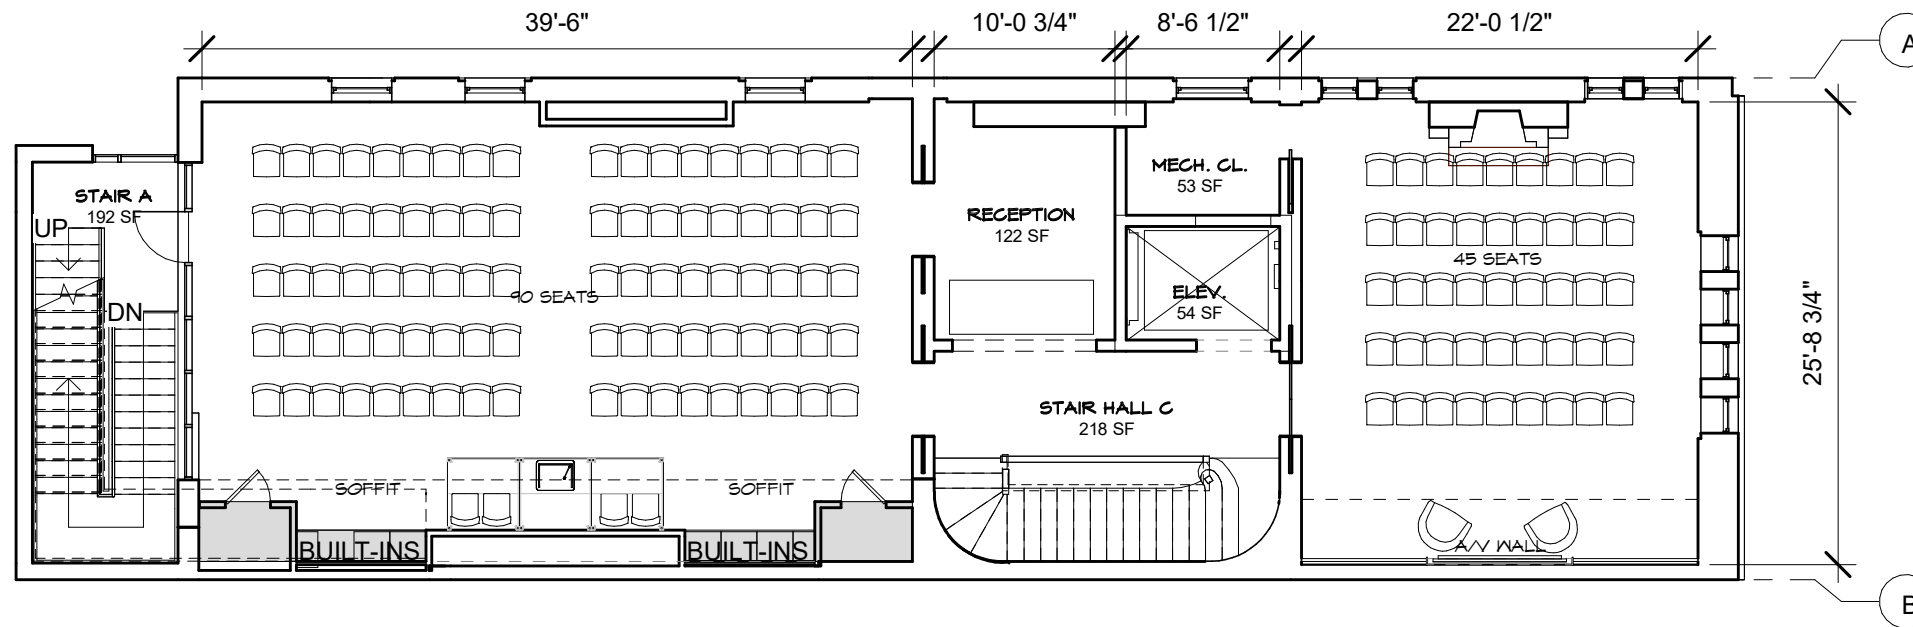 39'-6"
10'-0 3/4"
8'-6 1/2"
22'-0 1/2"
A
STAIR A
192 SF
UP
DN
MECH. CL.
53 SF
RECEPTION
122 SF
45 SEATS
90 SEATS
ELEV.
54 SF
25'-8 3/4"
STAIR HALL C
218 SF
SOFFIT
SOFFIT
BUILT-INS
BUILT-INS
A/V WALL
B